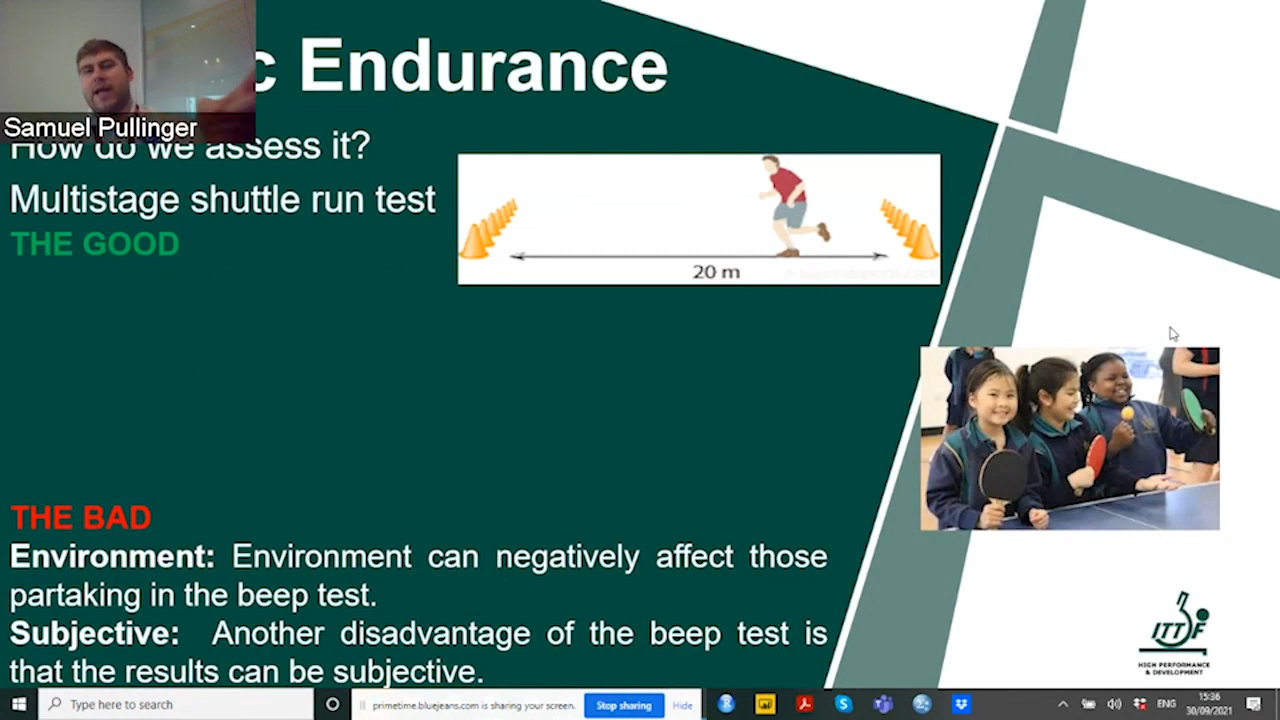 c Endurance
Samuel Pullinger
How do we assess it?
Multistage shuttle run test
THE GOOD
20 m
THE BAD
Environment: Environment can negatively affect those
partaking in the beep test.
Subjective: Another disadvantage of the beep test is
that the results can be subjective.
ITTF
HIGH PERFORMANCE
& DEVELOPMENT
Type here to search
primetime.bluejeans.com is sharing your screen.
Stop sharing
Hide
ENG
15:36
30/09/2021